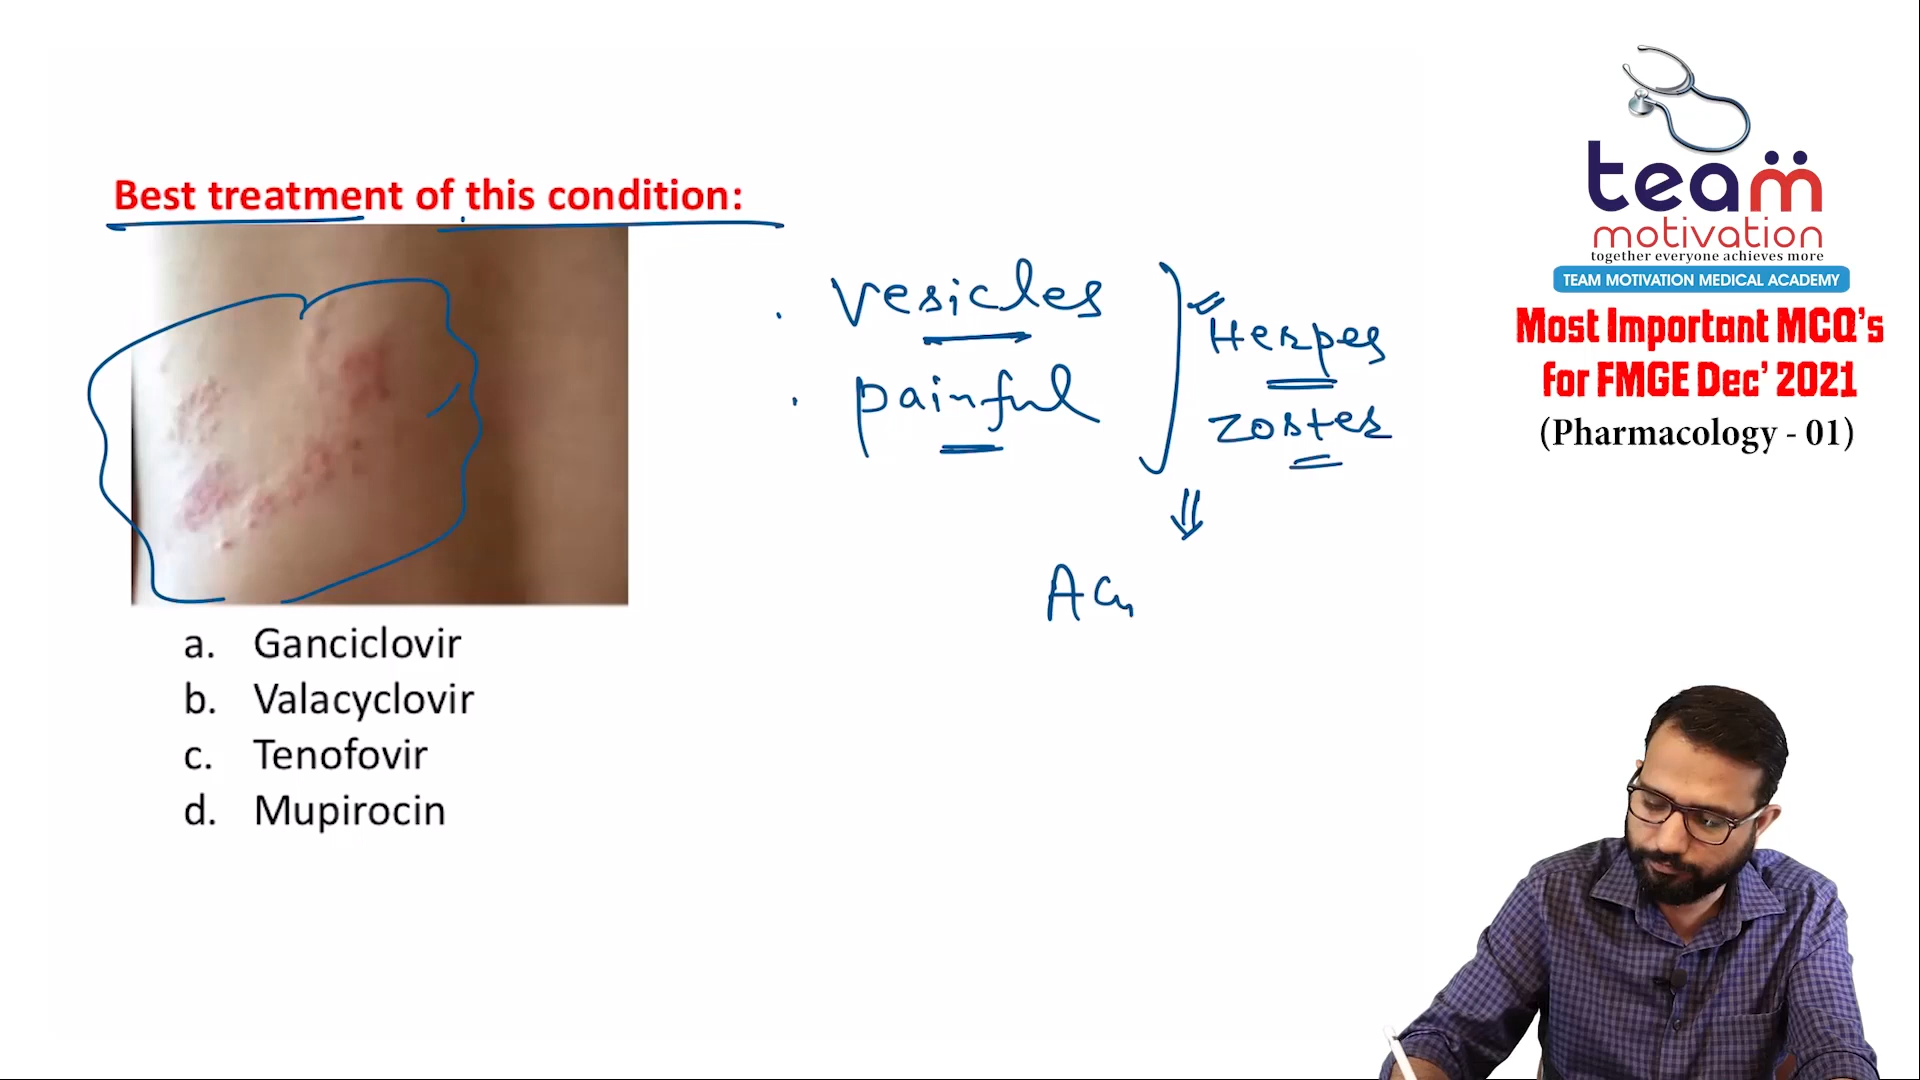 Best treatment of this condition:
vesicles
painful
Herpes
zoster
a. Ganciclovir
b. Valacyclovir
c. Tenofovir
d. Mupirocin
team
motivation
together everyone achieves more
TEAM MOTIVATION MEDICAL ACADEMY
Most Important MCQ's
for FMGE Dec' 2021
(Pharmacology - 01)